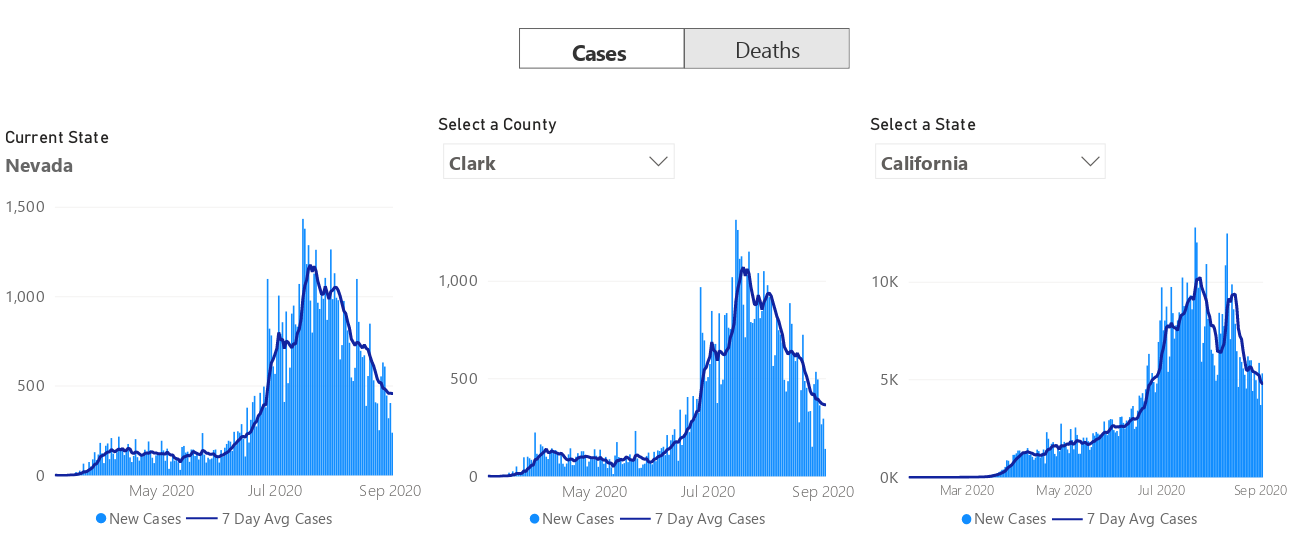 Cases
Deaths
Current State
Nevada
1,500
1,000
500
0
May 2020
Jul 2020
Sep 2020
New Cases
7 Day Avg Cases
Select a County
Clark
1,000
500
0
May 2020
Jul 2020
Sep 2020
New Cases
7 Day Avg Cases
Select a State
California
10K
5K
0K
Mar 2020
May 2020
Jul 2020
Sep 2020
New Cases
7 Day Avg Cases